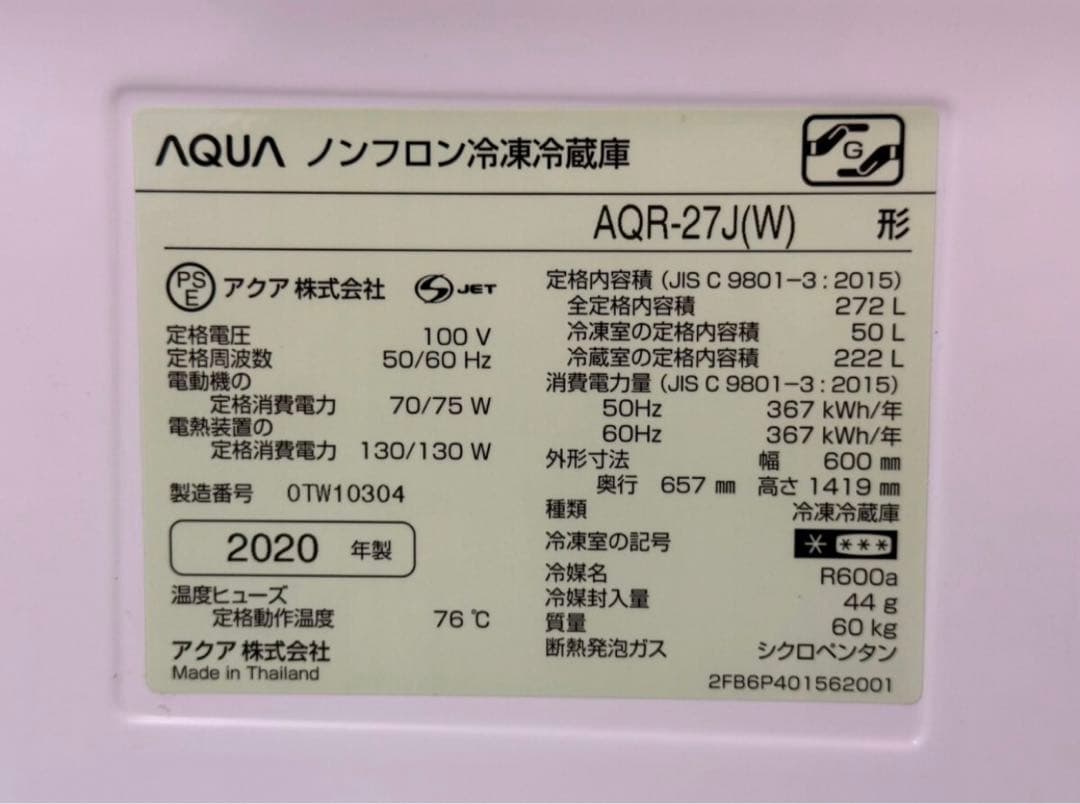 AQUA ノンフロン冷凍冷蔵庫
G
AQR-27J(W) 形
PS E アクア 株式会社 S JET
定格電圧 100 V
定格周波数 50/60 Hz
電動機の
定格消費電力 70/75 W
電熱装置の
定格消費電力 130/130 W
製造番号 0TW10304
2020 年製
温度ヒューズ
定格動作温度 76 ℃
アクア 株式会社
Made in Thailand
定格内容積 (JIS C 9801-3 : 2015)
全定格内容積 272 L
冷凍室の定格内容積 50 L
冷蔵室の定格内容積 222 L
消費電力量 (JIS C 9801-3 : 2015)
50Hz 367 kWh/年
60Hz 367 kWh/年
外形寸法 幅 600 ㎜
奥行 657 ㎜ 高さ 1419 ㎜
種類 冷凍冷蔵庫
冷凍室の記号 * ***
冷媒名 R600a
冷媒封入量 44 g
質量 60 kg
断熱発泡ガス シクロペンタン
2FB6P401562001